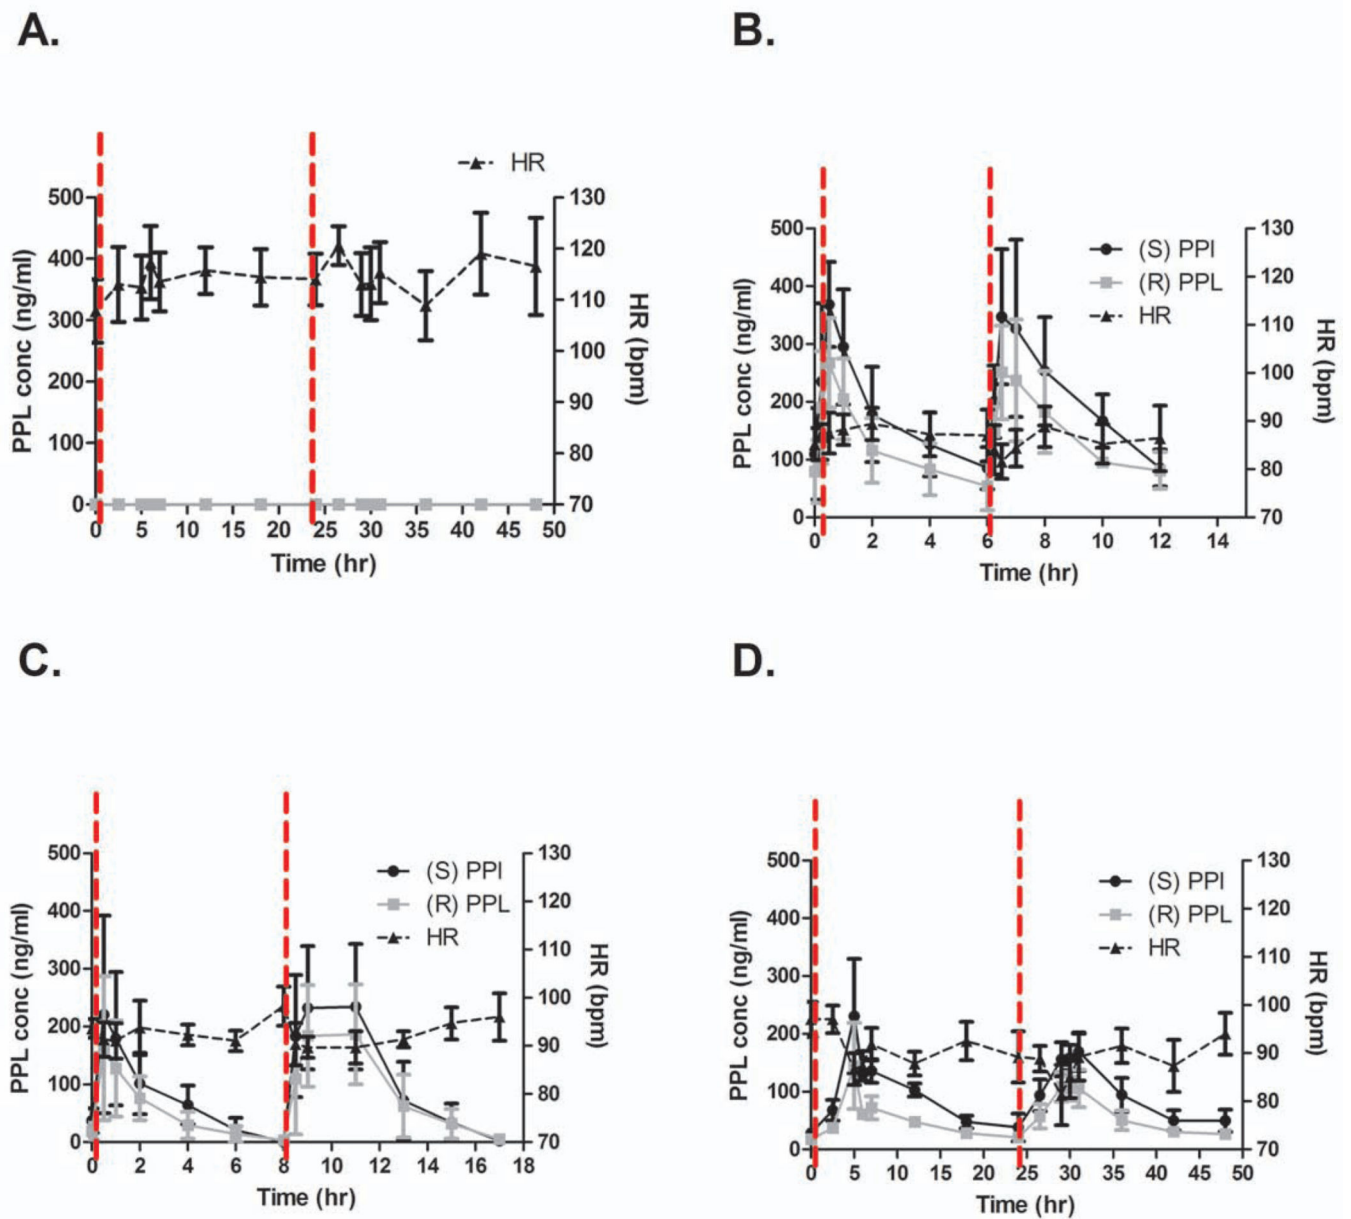 A.
HR
500
400
300
200
100
0
PPL conc (ng/ml)
130
120
110
100
90
80
70
HR (bpm)
0 5 10 15 20 25 30 35 40 45 50
Time (hr)
B.
(S) PPl
(R) PPL
HR
500
400
300
200
100
0
PPL conc (ng/ml)
130
120
110
100
90
80
70
HR (bpm)
0 2 4 6 8 10 12 14
Time (hr)
C.
(S) PPl
(R) PPL
HR
500
400
300
200
100
0
PPL conc (ng/ml)
130
120
110
100
90
80
70
HR (bpm)
0 2 4 6 8 10 12 14 16 18
Time (hr)
D.
(S) PPl
(R) PPL
HR
500
400
300
200
100
0
PPL conc (ng/ml)
130
120
110
100
90
80
70
HR (bpm)
0 5 10 15 20 25 30 35 40 45 50
Time (hr)